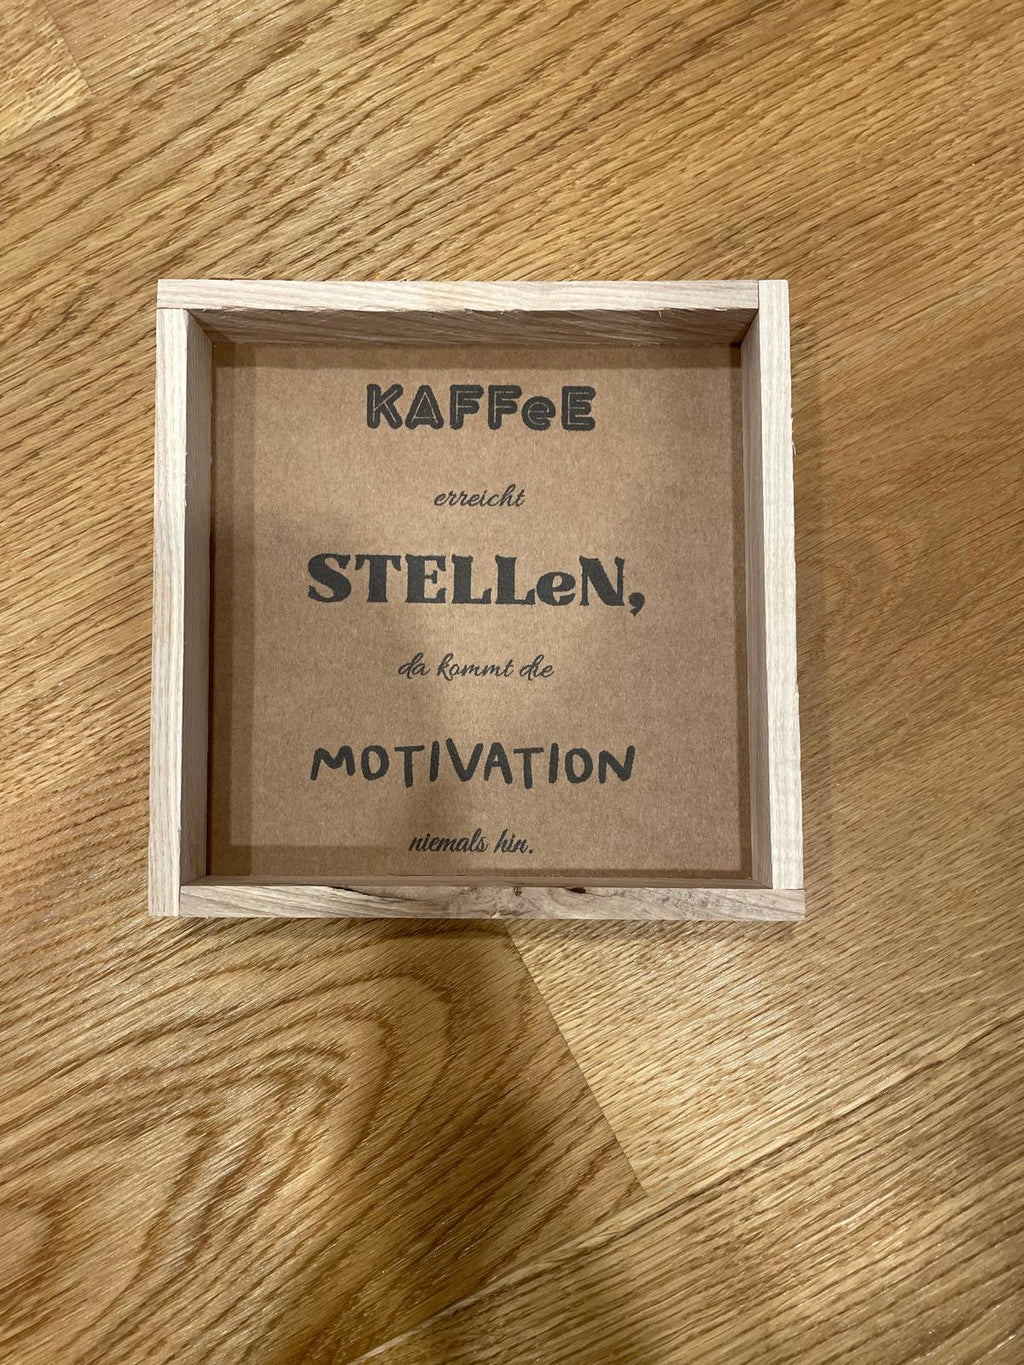 KAFFeE
erreicht
STELLeN,
da kommt die
MOTIVATION
niemals hin.